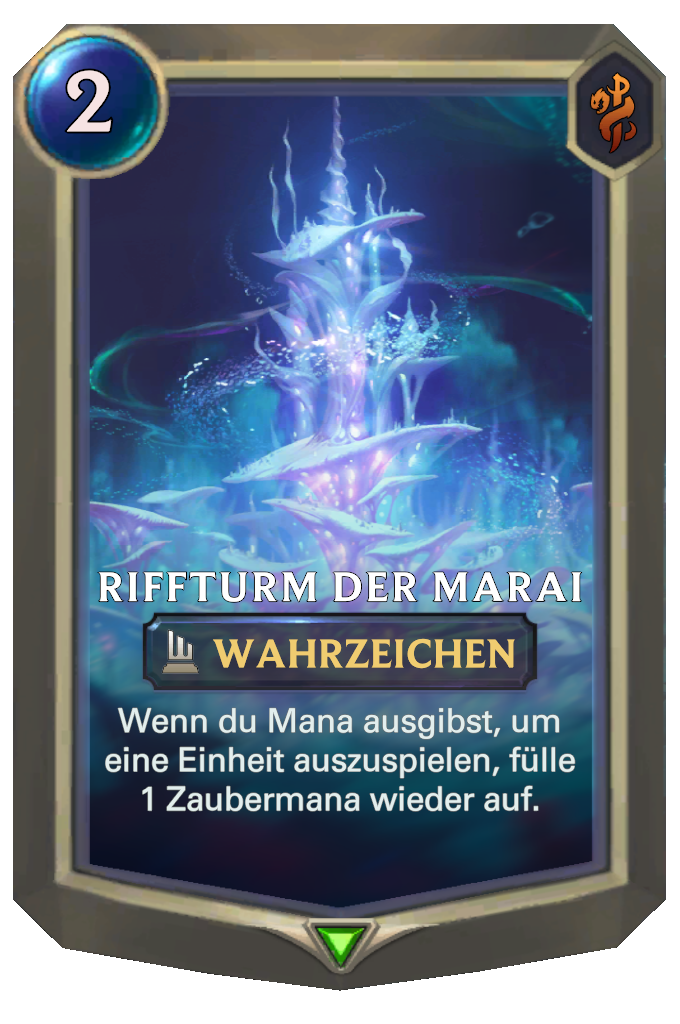 2
RIFFTURM DER MARAI
WAHRZEICHEN
Wenn du Mana ausgibst, um
eine Einheit auszuspielen, fülle
1 Zaubermana wieder auf.